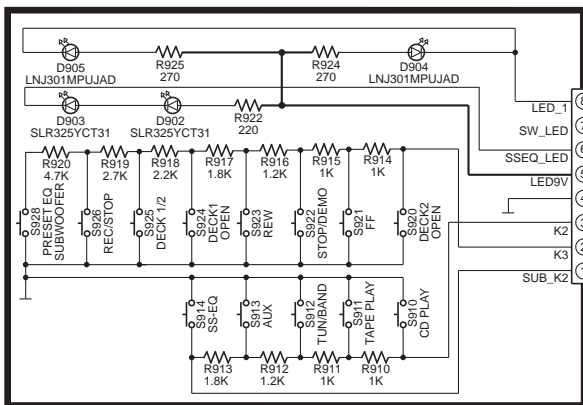 D905
LNJ301MPUJAD
R925
270
R924
270
D904
LNJ301MPUJAD
D903
SLR325YCT31
D902
SLR325YCT31
R922
220
R920
4.7K
R919
2.7K
R918
2.2K
R917
1.8K
R916
1.2K
R915
1K
R914
1K
S928
PRESET EQ
SUBWOOFER
S926
REC/STOP
S925
DECK 1/2
S924
DECK1
OPEN
S923
REW
S922
STOP/DEMO
S921
FF
S920
DECK2
OPEN
S914
SS-EQ
S913
AUX
S912
TUN/BAND
S911
TAPE PLAY
S910
CD PLAY
R913
1.8K
R912
1.2K
R911
1K
R910
1K
LED_1
SW_LED
SSEQ_LED
6
LED9V
5
4
K2
3
K3
2
SUB_K2